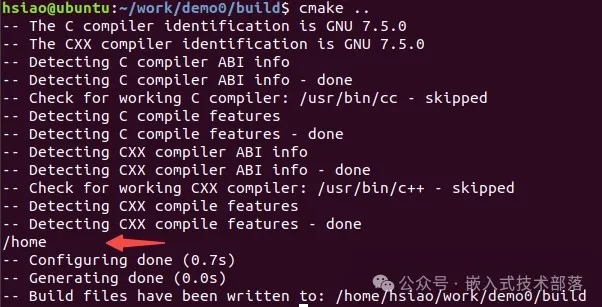 hsiao@ubuntu:~/work/demo0/build$ cmake ..
-- The C compiler identification is GNU 7.5.0
-- The CXX compiler identification is GNU 7.5.0
-- Detecting C compiler ABI info
-- Detecting C compiler ABI info - done
-- Check for working C compiler: /usr/bin/cc - skipped
-- Detecting C compile features
-- Detecting C compile features - done
-- Detecting CXX compiler ABI info
-- Detecting CXX compiler ABI info - done
-- Check for working CXX compiler: /usr/bin/c++ - skipped
-- Detecting CXX compile features
-- Detecting CXX compile features - done
/home
-- Configuring done (0.7s)
-- Generating done (0.0s)
公众号 · 嵌入式技术部落
-- Build files have been written to: /home/hsiao/work/demo0/build